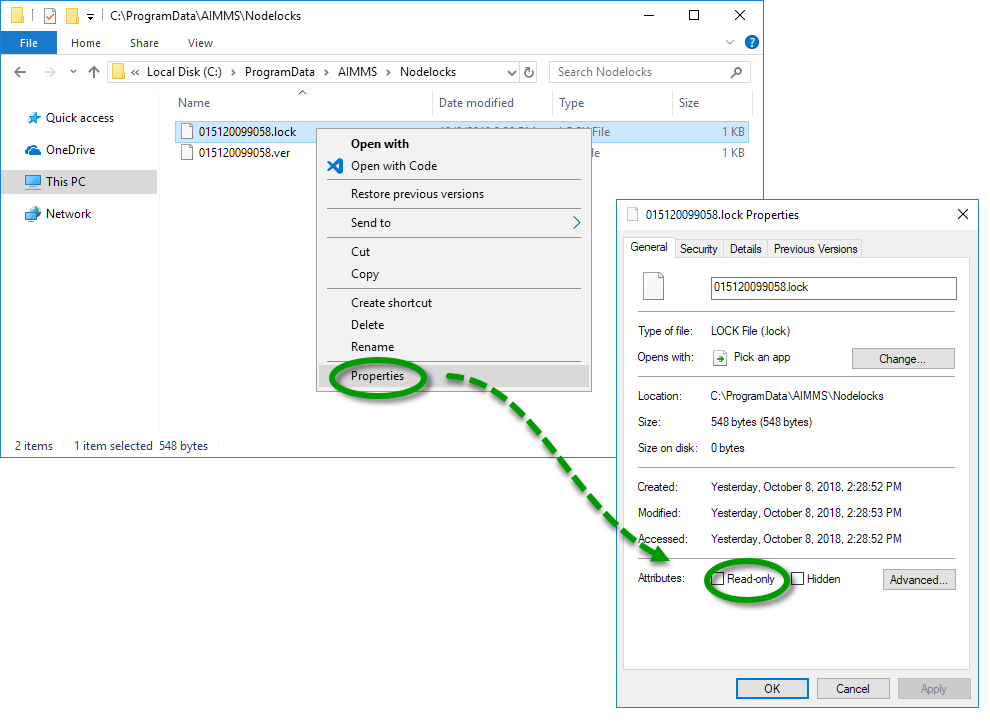 C:\ProgramData\AIMMS\Nodelocks
File Home Share View
« Local Disk (C:) > ProgramData > AIMMS > Nodelocks
Search Nodelocks
Name Date modified Type Size
Quick access
OneDrive
This PC
Network
015120099058.lock File 1 KB
015120099058.ver 1 KB
Open with
Open with Code
Restore previous versions
Send to
Cut
Copy
Create shortcut
Delete
Rename
Properties
2 items 1 item selected 548 bytes
015120099058.lock Properties
General Security Details Previous Versions
015120099058.lock
Type of file: LOCK File (.lock)
Opens with: Pick an app Change...
Location: C:\ProgramData\AIMMS\Nodelocks
Size: 548 bytes (548 bytes)
Size on disk: 0 bytes
Created: Yesterday, October 8, 2018, 2:28:52 PM
Modified: Yesterday, October 8, 2018, 2:28:53 PM
Accessed: Yesterday, October 8, 2018, 2:28:52 PM
Attributes: Read-only Hidden Advanced...
OK Cancel Apply